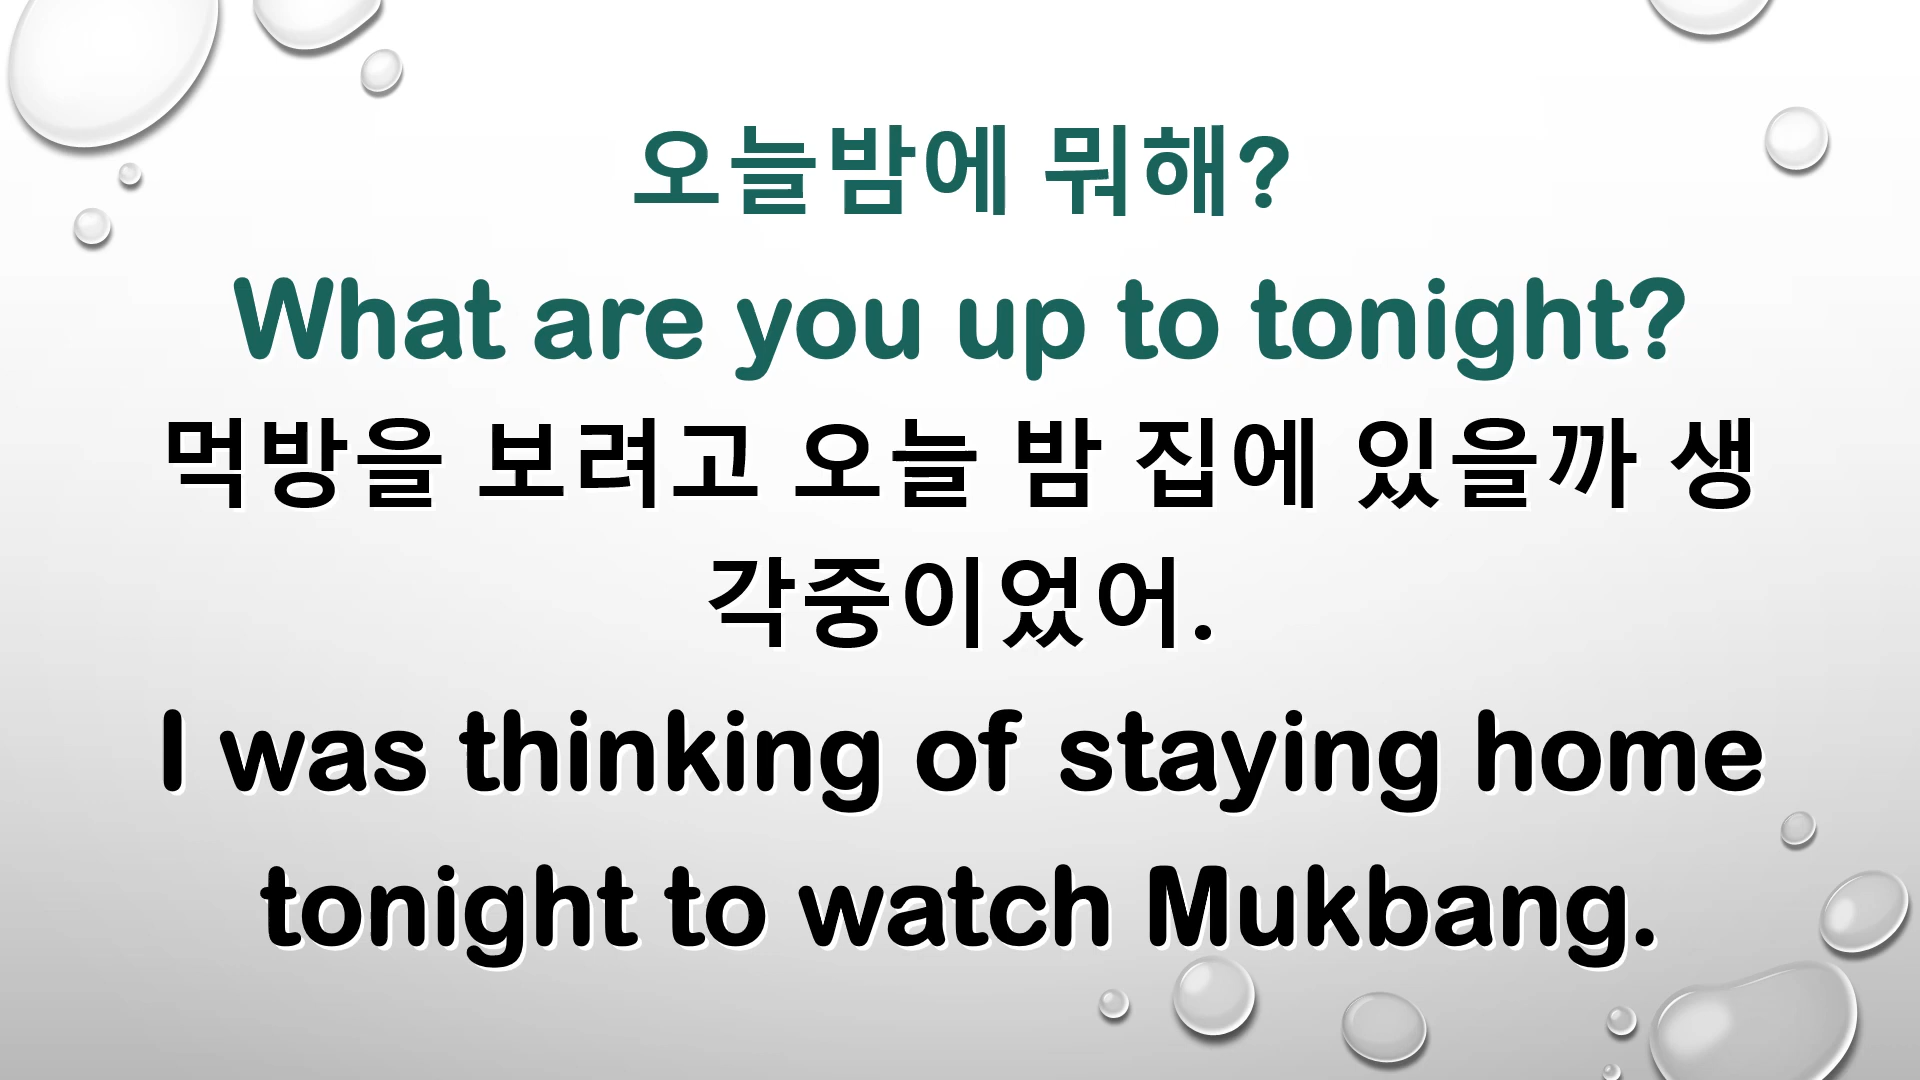 오늘밤에 뭐해?
What are you up to tonight?
먹방을 보려고 오늘 밤 집에 있을까 생
각중이었어.
I was thinking of staying home
tonight to watch Mukbang.